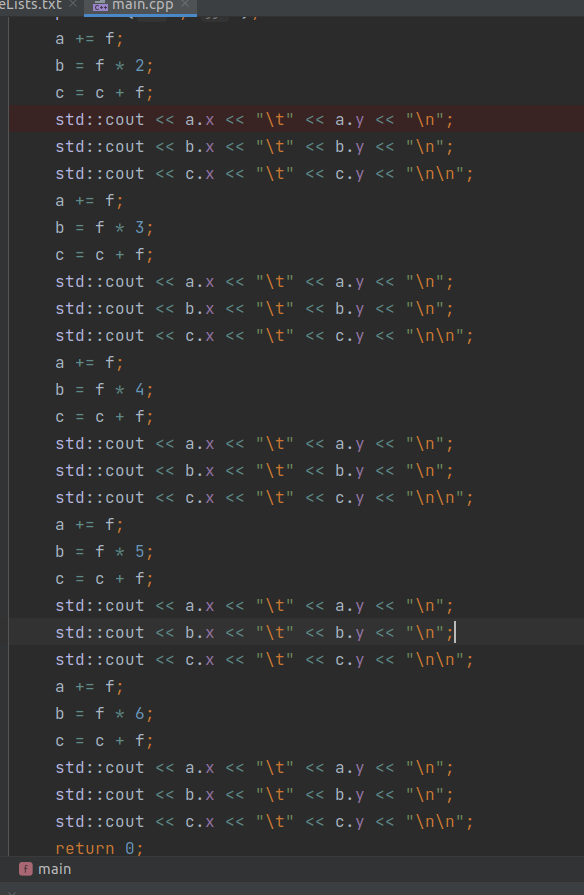 eLists.txt × main.cpp ×
a += f;
b = f * 2;
c = c + f;
std::cout << a.x << "\t" << a.y << "\n";
std::cout << b.x << "\t" << b.y << "\n";
std::cout << c.x << "\t" << c.y << "\n\n";
a += f;
b = f * 3;
c = c + f;
std::cout << a.x << "\t" << a.y << "\n";
std::cout << b.x << "\t" << b.y << "\n";
std::cout << c.x << "\t" << c.y << "\n\n";
a += f;
b = f * 4;
c = c + f;
std::cout << a.x << "\t" << a.y << "\n";
std::cout << b.x << "\t" << b.y << "\n";
std::cout << c.x << "\t" << c.y << "\n\n";
a += f;
b = f * 5;
c = c + f;
std::cout << a.x << "\t" << a.y << "\n";
std::cout << b.x << "\t" << b.y << "\n";
std::cout << c.x << "\t" << c.y << "\n\n";
a += f;
b = f * 6;
c = c + f;
std::cout << a.x << "\t" << a.y << "\n";
std::cout << b.x << "\t" << b.y << "\n";
std::cout << c.x << "\t" << c.y << "\n\n";
return 0;
f main